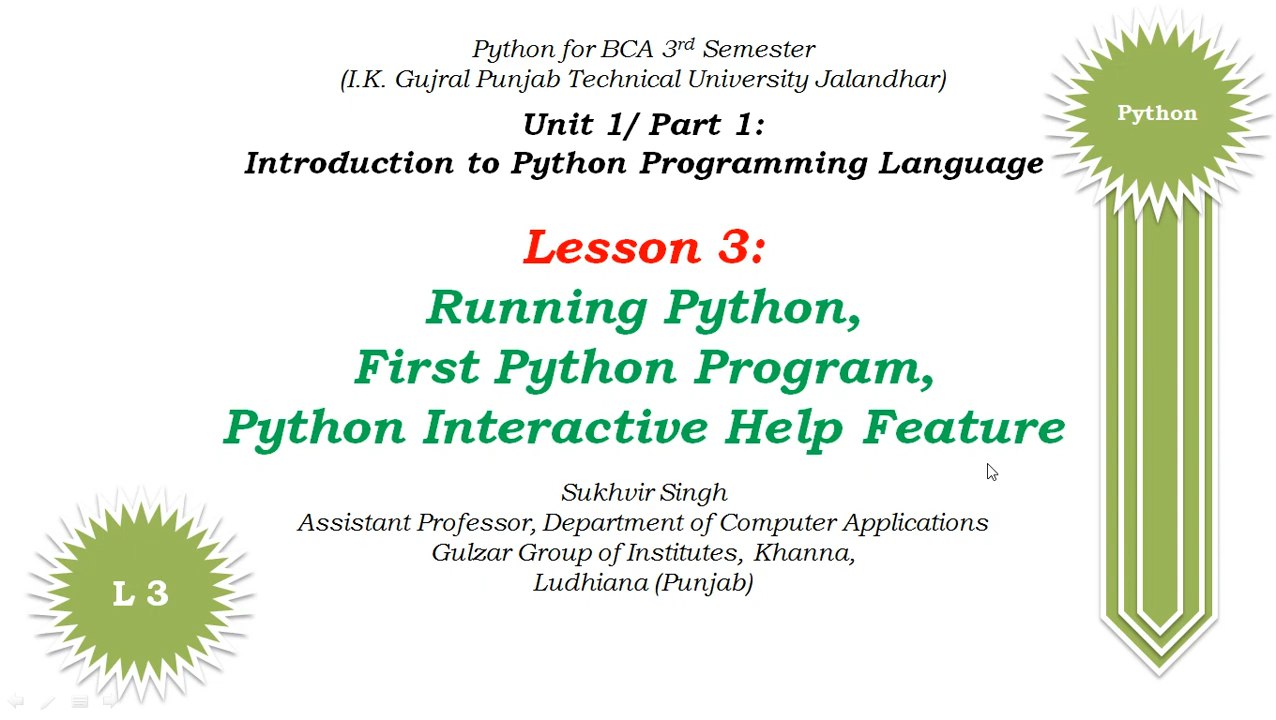 Python for BCA 3rd Semester
(I.K. Gujral Punjab Technical University Jalandhar)
Unit 1/ Part 1:
Introduction to Python Programming Language
Python
Lesson 3:
Running Python,
First Python Program,
Python Interactive Help Feature
Sukhvir Singh
Assistant Professor, Department of Computer Applications
Gulzar Group of Institutes, Khanna,
Ludhiana (Punjab)
L 3